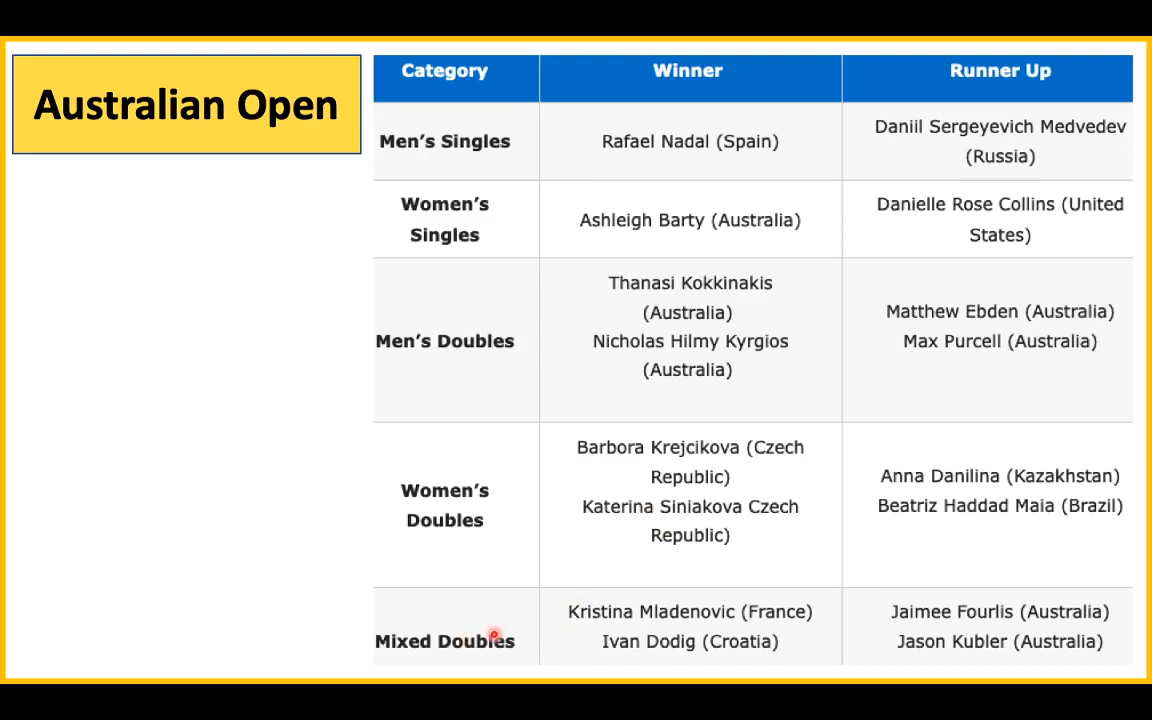 Australian Open
Category Winner Runner Up
Men’s Singles Rafael Nadal (Spain) Daniil Sergeyevich Medvedev
(Russia)
Women’s
Singles
Ashleigh Barty (Australia)
Danielle Rose Collins (United
States)
Men’s Doubles
Thanasi Kokkinakis
(Australia)
Nicholas Hilmy Kyrgios
(Australia)
Matthew Ebden (Australia)
Max Purcell (Australia)
Women’s
Doubles
Barbora Krejcikova (Czech
Republic)
Katerina Siniakova Czech
Republic)
Anna Danilina (Kazakhstan)
Beatriz Haddad Maia (Brazil)
Mixed Doubles
Kristina Mladenovic (France)
Ivan Dodig (Croatia)
Jaimee Fourlis (Australia)
Jason Kubler (Australia)